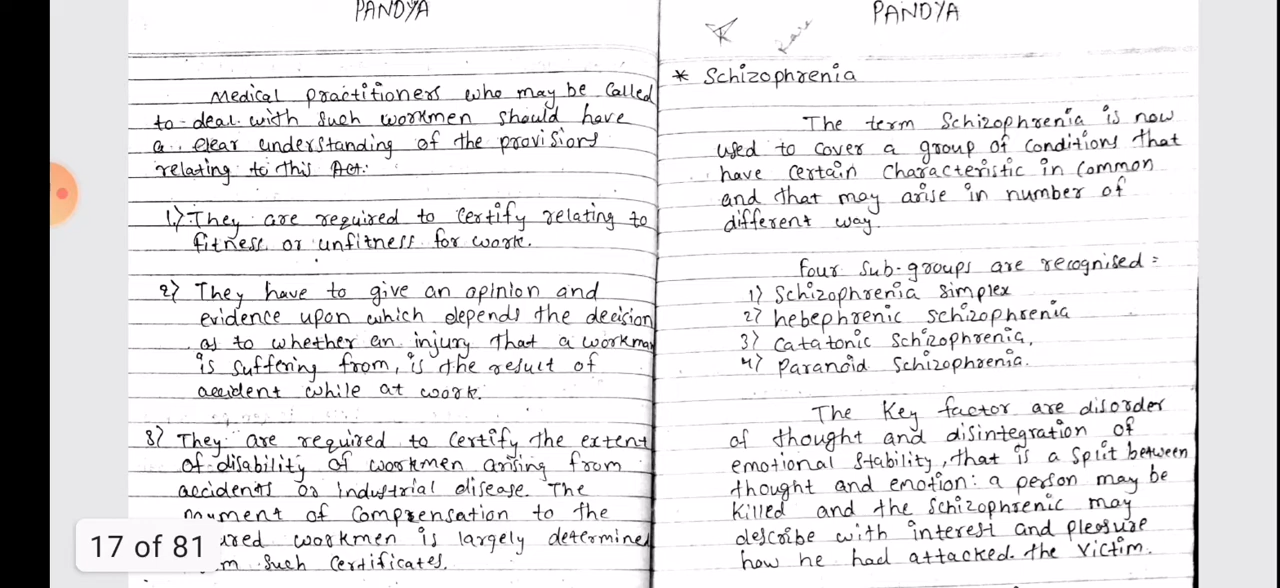 PANDYA
Medical practitioners who may be called
to deal with such workmen should have
a clear understanding of the provisions
relating to this Act.
1) They are required to certify relating to
fitness or unfitness for work.
2) They have to give an opinion and
evidence upon which depends the decision
as to whether an injury that a workman
is suffering from, is the result of
accident while at work.
3) They are required to certify the extent
of disability of workmen arising from
accidents or industrial disease. The
of compensation to the
workmen is largely determined
such certificates.
17 of 81
PANDYA
Rare
* Schizophrenia
The term Schizophrenia is now
used to cover a group of conditions that
have certain characteristic in common
and that may arise in number of
different way.
Four sub-groups are recognised =
1) Schizophrenia simplex
2) hebephrenic schizophrenia
3) Catatonic Schizophrenia,
4) Paranoid Schizophrenia.
The Key factor are disorder
of thought and disintegration of
emotional stability, that is a split between
thought and emotion: a person may be
killed and the schizophrenic may
describe with interest and pleasure
how he had attacked the victim.